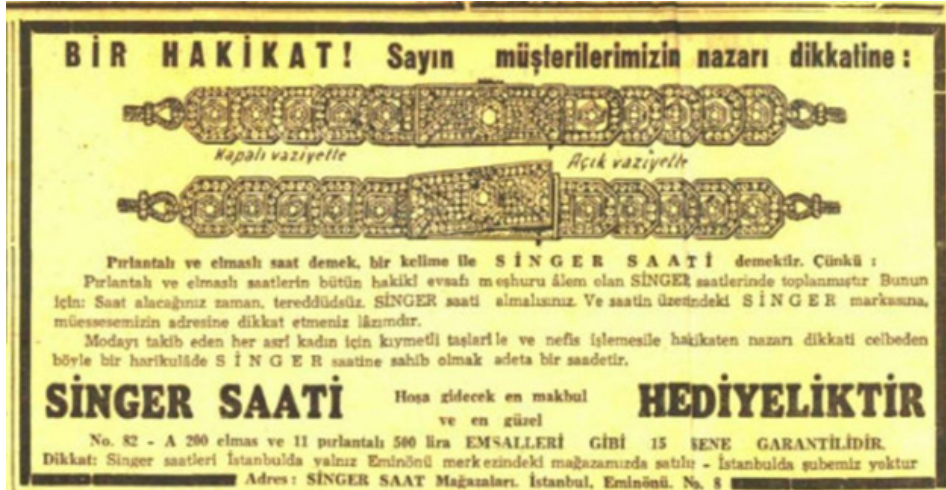 BİR HAKİKAT! Sayın müşterilerimizin nazarı dikkatine :
Kapalı vaziyette
Açık vaziyette
Pırlantalı ve elmaslı saat demek, bir kelime ile SİNGER SAATİ demektir. Çünkü :
Pırlantalı ve elmaslı saatlerin bütün hakikî evsafı meşhuru âlem olan SİNGER saatlerinde toplanmıştır Bunun
için: Saat alacağınız zaman, tereddüdsüz, SİNGER saati almalısınız. Ve saatin üzerindeki SİNGER markasına,
müessesemizin adresine dikkat etmeniz lâzımdır.
Modayı takib eden her asrî kadın için kıymetli taşlarile ve nefis işlemesile hakikaten nazarı dikkati celbeden
böyle bir harikulâde SİNGER saatine sahib olmak adeta bir saadetir.
SİNGER SAATİ Hoşa gidecek en makbul HEDİYELİKTİR
ve en güzel
No. 82 - A 200 elmas ve 11 pırlantalı 500 lira EMSALLERİ GİBİ 15 SENE GARANTİLİDİR.
Dikkat: Singer saatleri İstanbulda yalnız Eminönü merkezindeki mağazamızda satılır - İstanbulda şubemiz yoktur
Adres : SİNGER SAAT Mağazaları. İstanbul, Eminönü. No. 8